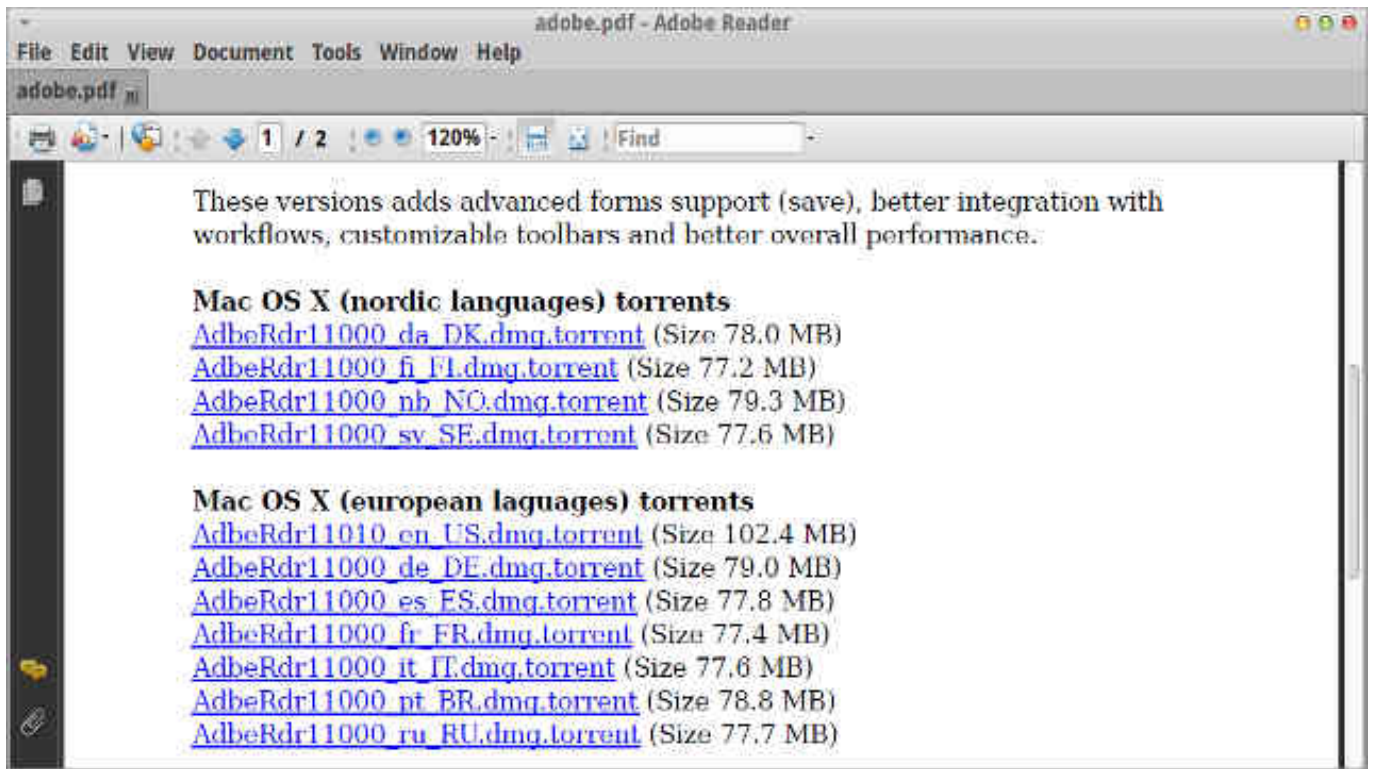 adobe.pdf - Adobe Reader
File Edit View Document Tools Window Help
adobe.pdf
1 / 2 120% Find
These versions adds advanced forms support (save), better integration with
workflows, customizable toolbars and better overall performance.
Mac OS X (nordic languages) torrents
AdbeRdr11000_da_DK.dmg.torrent (Size 78.0 MB)
AdbeRdr11000_fi_FI.dmg.torrent (Size 77.2 MB)
AdbeRdr11000_nb_NO.dmg.torrent (Size 79.3 MB)
AdbeRdr11000_sv_SE.dmg.torrent (Size 77.6 MB)
Mac OS X (european laguages) torrents
AdbeRdr11010_en_US.dmg.torrent (Size 102.4 MB)
AdbeRdr11000_de_DE.dmg.torrent (Size 79.0 MB)
AdbeRdr11000_es_ES.dmg.torrent (Size 77.8 MB)
AdbeRdr11000_fr_FR.dmg.torrent (Size 77.4 MB)
AdbeRdr11000_it_IT.dmg.torrent (Size 77.6 MB)
AdbeRdr11000_pt_BR.dmg.torrent (Size 78.8 MB)
AdbeRdr11000_ru_RU.dmg.torrent (Size 77.7 MB)